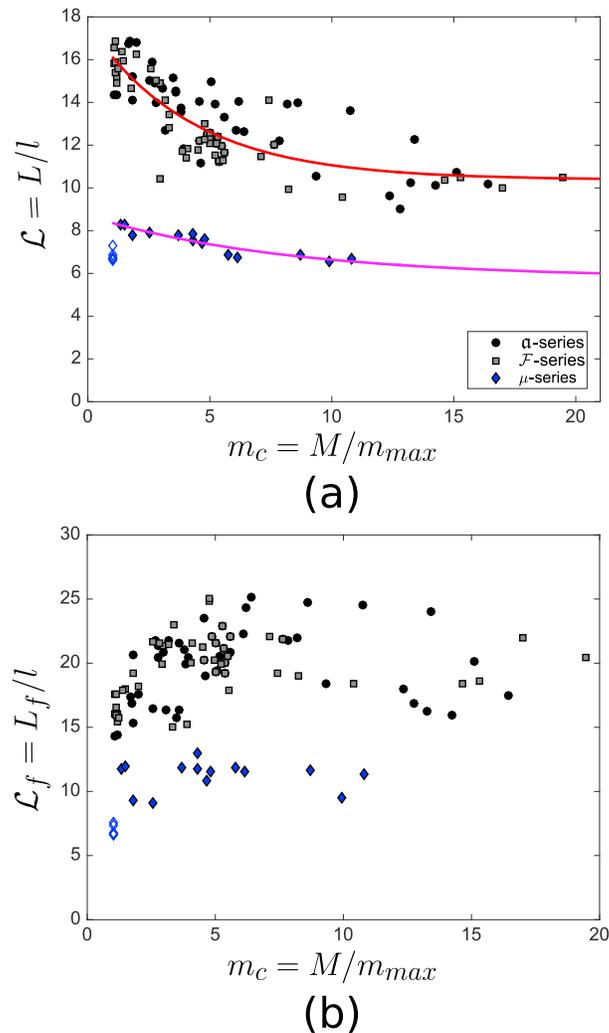 18
16
14
12
10
8
6
4
2
0
ℒ = L/l
α-series
ℱ-series
μ-series
0 5 10 15 20
m_c = M/m_max
(a)
30
25
20
15
10
5
0
ℒ_f = L_f/l
0 5 10 15 20
m_c = M/m_max
(b)